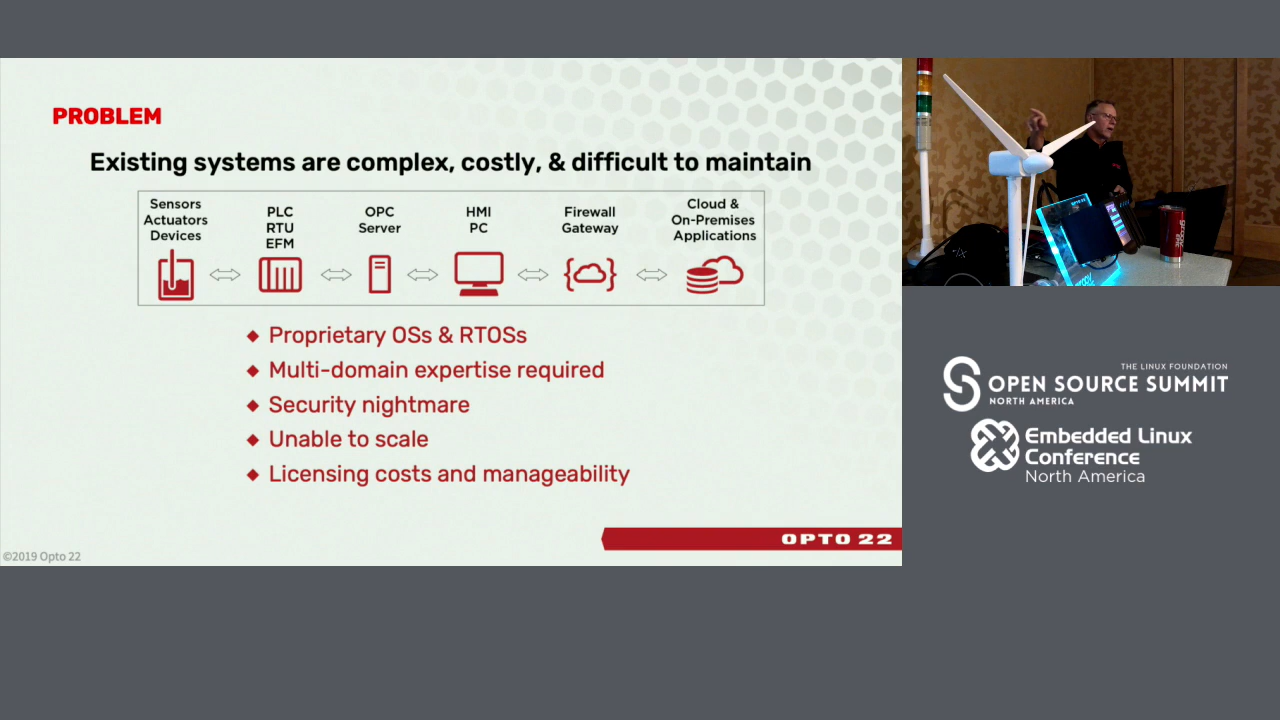 PROBLEM
Existing systems are complex, costly, & difficult to maintain
Sensors
Actuators
Devices
PLC
RTU
EFM
OPC
Server
HMI
PC
Firewall
Gateway
Cloud &
On-Premises
Applications
Proprietary OSs & RTOSs
Multi-domain expertise required
Security nightmare
Unable to scale
Licensing costs and manageability
OPTO 22
©2019 Opto 22
THE LINUX FOUNDATION
OPEN SOURCE SUMMIT
NORTH AMERICA
Embedded Linux
Conference
North America